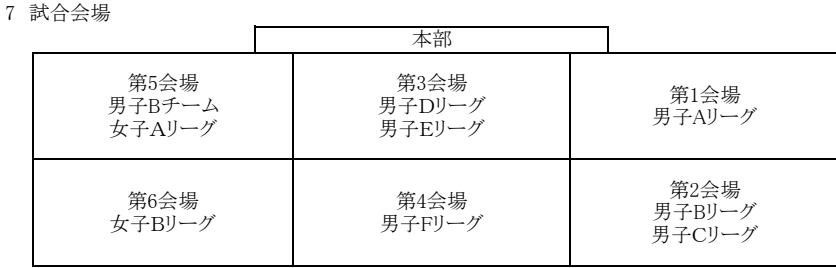 7 試合会場
本部
第5会場
男子Bチーム
女子Aリーグ
第3会場
男子Dリーグ
男子Eリーグ
第1会場
男子Aリーグ
第6会場
女子Bリーグ
第4会場
男子Fリーグ
第2会場
男子Bリーグ
男子Cリーグ